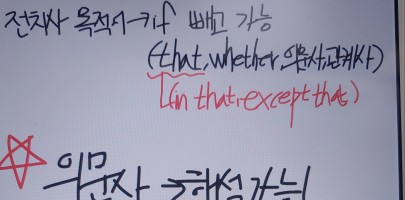 전치사 목적어→if 빼고 가능
(that, whether, 의문사, 관계사)
(in that, except that)
의문사→해석가능!